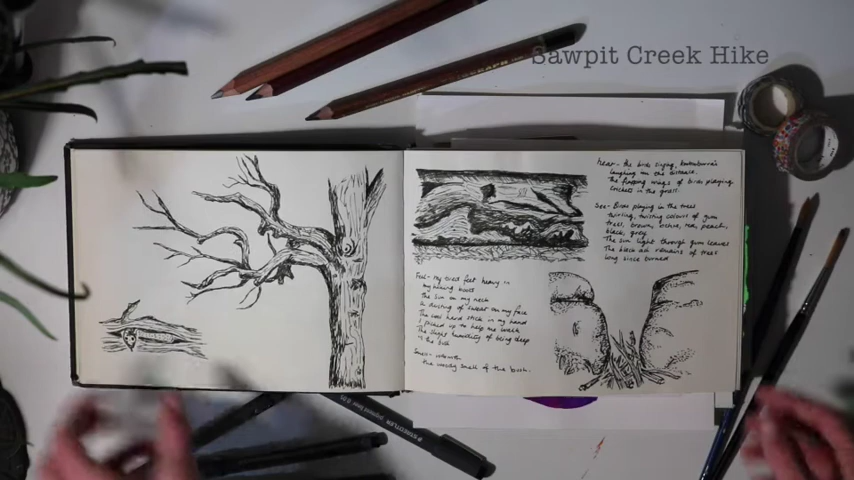 Sawpit Creek Hike
hear - the birds singing, kookaburra's
laughing in the distance.
The flapping wings of birds playing
crickets in the grass.
See - Birds playing in the trees
twirling, twisting colours of gum
trees, brown, ochre, red, peach,
black, grey
The sun light through gum leaves
The black ash remains of trees
long since burned
Feel - my tired feet heavy in
my hiking boots
The sun on my neck
A dusting of sweat on my face
The cool hard stick in my hand
I picked up to help me walk
The slight humidity of being deep
in the bush
Smell -
the woody smell of the bush.
STAEDTLER pigment liner